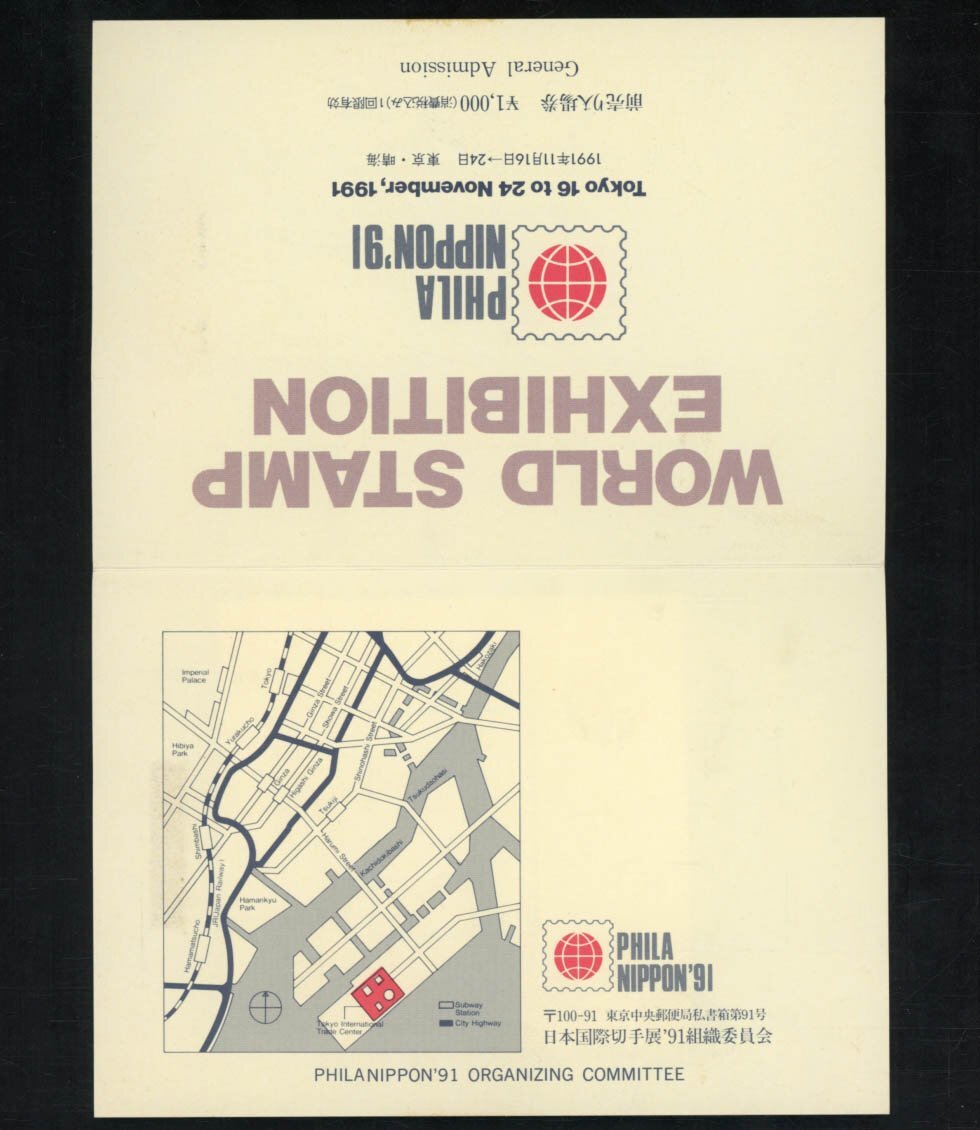 WORLD STAMP
EXHIBITION
PHILA
NIPPON'91
Tokyo 16 to 24 November, 1991
1991年11月16日→24日　東京・晴海
前売り入場券　¥1,000(消費税込み)1回限有効
General Admission
Imperial
Palace
Hibiya
Park
Tokyo
Yurakucho
Ginza Street
Showa Street
Hakozaki
Ginza
Higashi Ginza
Shinohashi Street
Tsukiji
Tsukudaohasi
Harumi Street
Kachidokibashi
Shimbashi
JR(Japan Railway)
Hamarikyu
Park
Hamamatsucho
Tokyo International
Trade Center
Subway
Station
City Highway
PHILA
NIPPON'91
〒100-91　東京中央郵便局私書箱第91号
日本国際切手展'91組織委員会
PHILANIPPON'91 ORGANIZING COMMITTEE